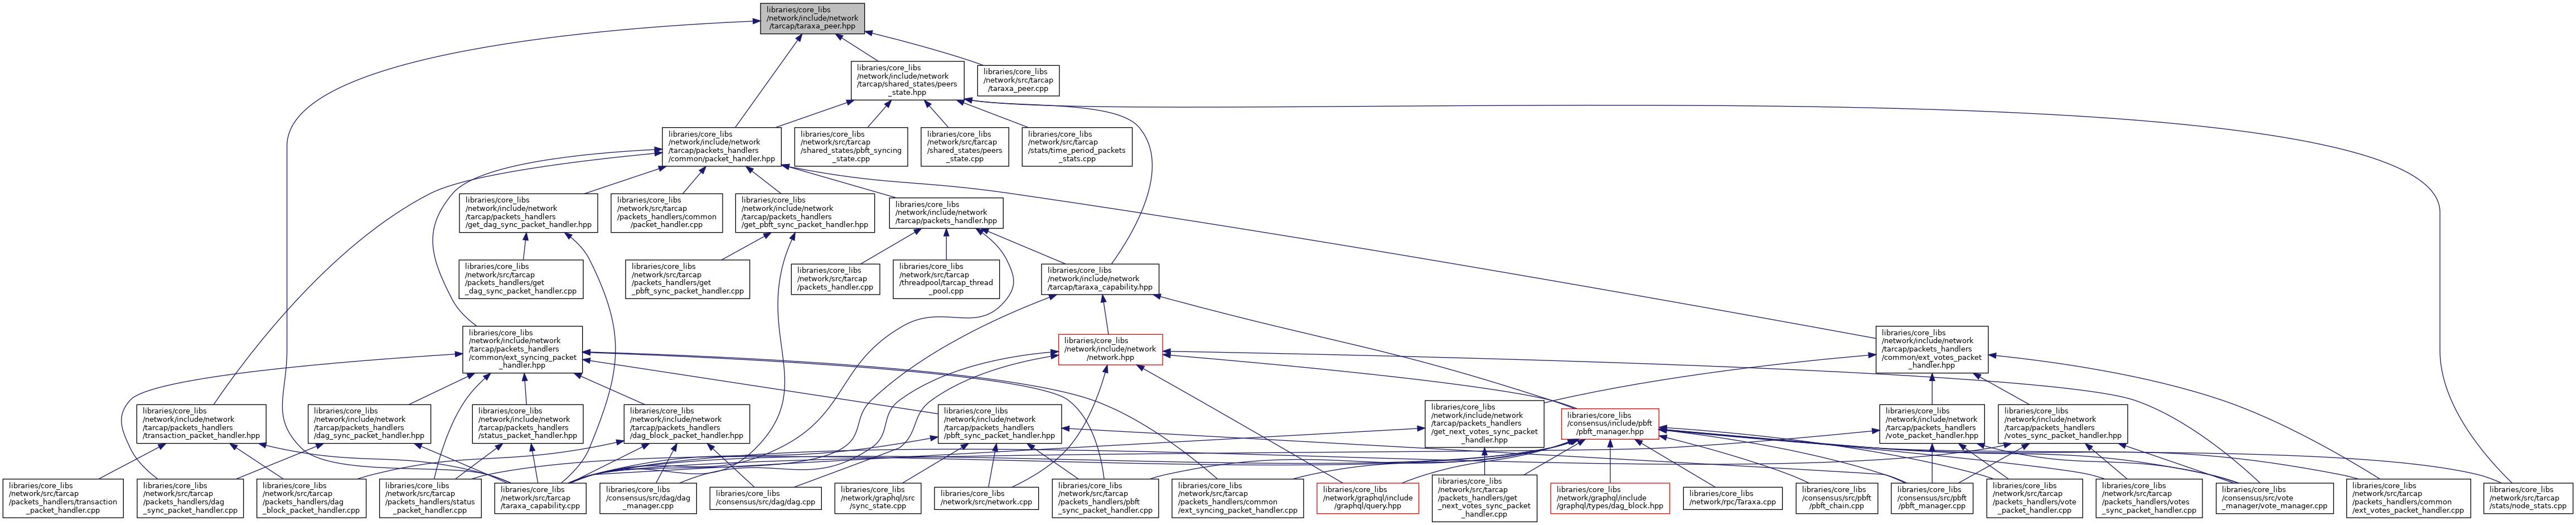 libraries/core_libs
/network/include/network
/tarcap/taraxa_peer.hpp
libraries/core_libs
/network/include/network
/tarcap/shared_states/peers
_state.hpp
libraries/core_libs
/network/src/tarcap
/taraxa_peer.cpp
libraries/core_libs
/network/include/network
/tarcap/packets_handlers
/common/packet_handler.hpp
libraries/core_libs
/network/src/tarcap
/shared_states/pbft_syncing
_state.cpp
libraries/core_libs
/network/src/tarcap
/shared_states/peers
_state.cpp
libraries/core_libs
/network/src/tarcap
/stats/time_period_packets
_stats.cpp
libraries/core_libs
/network/include/network
/tarcap/packets_handlers
/get_dag_sync_packet_handler.hpp
libraries/core_libs
/network/src/tarcap
/packets_handlers/common
/packet_handler.cpp
libraries/core_libs
/network/include/network
/tarcap/packets_handlers
/get_pbft_sync_packet_handler.hpp
libraries/core_libs
/network/include/network
/tarcap/packets_handler.hpp
libraries/core_libs
/network/src/tarcap
/packets_handlers/get
_dag_sync_packet_handler.cpp
libraries/core_libs
/network/src/tarcap
/packets_handlers/get
_pbft_sync_packet_handler.cpp
libraries/core_libs
/network/src/tarcap
/packets_handler.cpp
libraries/core_libs
/network/src/tarcap
/threadpool/tarcap_thread
_pool.cpp
libraries/core_libs
/network/include/network
/tarcap/taraxa_capability.hpp
libraries/core_libs
/network/include/network
/tarcap/packets_handlers
/common/ext_syncing_packet
_handler.hpp
libraries/core_libs
/network/include/network
/network.hpp
libraries/core_libs
/network/include/network
/tarcap/packets_handlers
/common/ext_votes_packet
_handler.hpp
libraries/core_libs
/network/include/network
/tarcap/packets_handlers
/transaction_packet_handler.hpp
libraries/core_libs
/network/include/network
/tarcap/packets_handlers
/dag_sync_packet_handler.hpp
libraries/core_libs
/network/include/network
/tarcap/packets_handlers
/status_packet_handler.hpp
libraries/core_libs
/network/include/network
/tarcap/packets_handlers
/dag_block_packet_handler.hpp
libraries/core_libs
/network/include/network
/tarcap/packets_handlers
/pbft_sync_packet_handler.hpp
libraries/core_libs
/network/include/network
/tarcap/packets_handlers
/get_next_votes_sync_packet
_handler.hpp
libraries/core_libs
/consensus/include/pbft
/pbft_manager.hpp
libraries/core_libs
/network/include/network
/tarcap/packets_handlers
/vote_packet_handler.hpp
libraries/core_libs
/network/include/network
/tarcap/packets_handlers
/votes_sync_packet_handler.hpp
libraries/core_libs
/network/src/tarcap
/packets_handlers/transaction
_packet_handler.cpp
libraries/core_libs
/network/src/tarcap
/packets_handlers/dag
_sync_packet_handler.cpp
libraries/core_libs
/network/src/tarcap
/packets_handlers/dag
_block_packet_handler.cpp
libraries/core_libs
/network/src/tarcap
/packets_handlers/status
_packet_handler.cpp
libraries/core_libs
/network/src/tarcap
/taraxa_capability.cpp
libraries/core_libs
/consensus/src/dag/dag
_manager.cpp
libraries/core_libs
/consensus/src/dag/dag.cpp
libraries/core_libs
/network/graphql/src
/sync_state.cpp
libraries/core_libs
/network/src/network.cpp
libraries/core_libs
/network/src/tarcap
/packets_handlers/pbft
_sync_packet_handler.cpp
libraries/core_libs
/network/src/tarcap
/packets_handlers/common
/ext_syncing_packet_handler.cpp
libraries/core_libs
/network/graphql/include
/graphql/query.hpp
libraries/core_libs
/network/src/tarcap
/packets_handlers/get
_next_votes_sync_packet
_handler.cpp
libraries/core_libs
/network/graphql/include
/graphql/types/dag_block.hpp
libraries/core_libs
/network/rpc/Taraxa.cpp
libraries/core_libs
/consensus/src/pbft
/pbft_chain.cpp
libraries/core_libs
/consensus/src/pbft
/pbft_manager.cpp
libraries/core_libs
/network/src/tarcap
/packets_handlers/vote
_packet_handler.cpp
libraries/core_libs
/network/src/tarcap
/packets_handlers/votes
_sync_packet_handler.cpp
libraries/core_libs
/consensus/src/vote
_manager/vote_manager.cpp
libraries/core_libs
/network/src/tarcap
/packets_handlers/common
/ext_votes_packet_handler.cpp
libraries/core_libs
/network/src/tarcap
/stats/node_stats.cpp